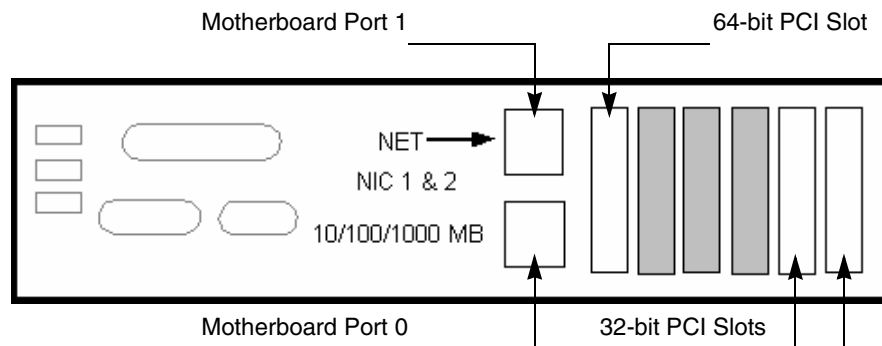 Motherboard Port 1
64-bit PCI Slot
NET
NIC 1 & 2
10/100/1000 MB
Motherboard Port 0
32-bit PCI Slots